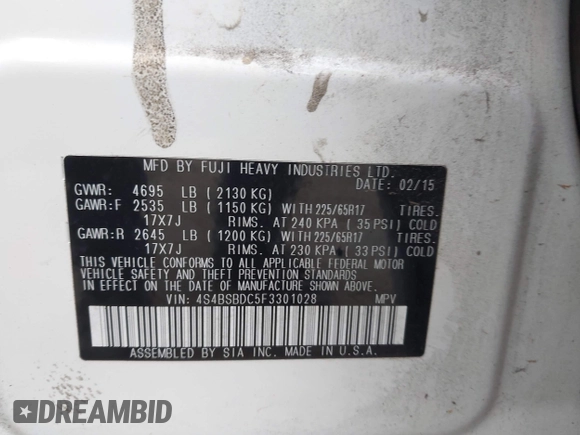 MFD BY FUJI HEAVY INDUSTRIES LTD.
DATE: 02/15
GVWR: 4695 LB (2130 KG)
GAWR:F 2535 LB (1150 KG) WITH 225/65R17 TIRES.
17X7J RIMS. AT 240 KPA (35 PSI) COLD
GAWR:R 2645 LB (1200 KG) WITH 225/65R17 TIRES.
17X7J RIMS. AT 230 KPA (33 PSI) COLD
THIS VEHICLE CONFORMS TO ALL APPLICABLE FEDERAL MOTOR
VEHICLE SAFETY AND THEFT PREVENTION STANDARDS IN
EFFECT ON THE DATE OF MANUFACTURE SHOWN ABOVE.
VIN: 4S4BSBDC5F3301028 MPV
ASSEMBLED BY SIA INC. MADE IN U.S.A.
DREAMBID